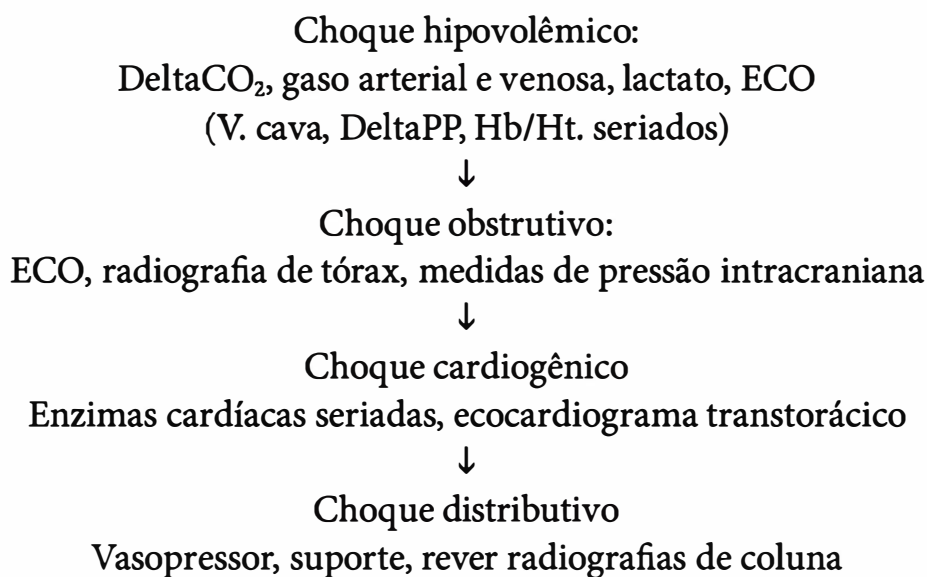 Choque hipovolêmico:
DeltaCO₂, gaso arterial e venosa, lactato, ECO
(V. cava, DeltaPP, Hb/Ht. seriados)
↓
Choque obstrutivo:
ECO, radiografia de tórax, medidas de pressão intracraniana
↓
Choque cardiogênico
Enzimas cardíacas seriadas, ecocardiograma transtorácico
↓
Choque distributivo
Vasopressor, suporte, rever radiografias de coluna